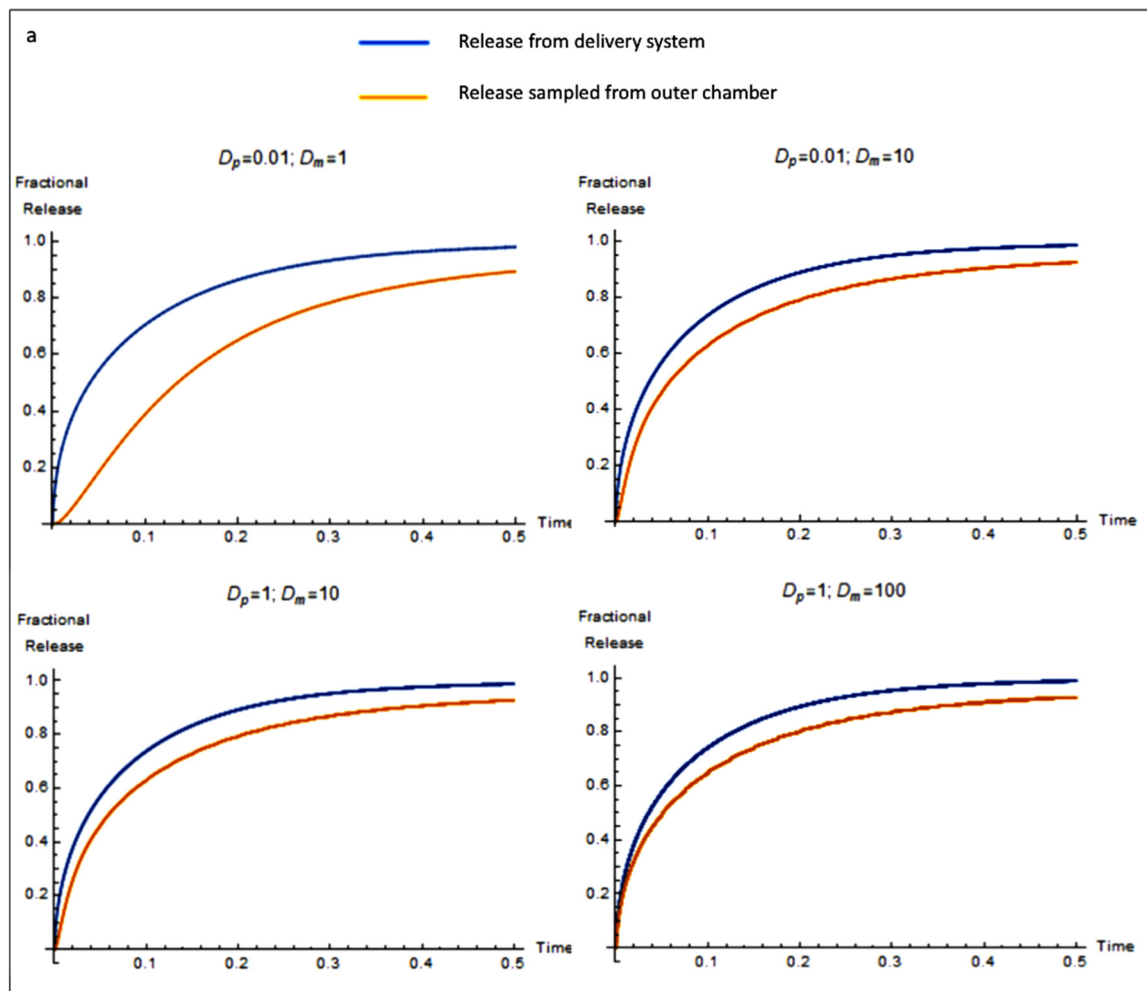 a
Release from delivery system
Release sampled from outer chamber
Dp=0.01; Dm=1
Fractional
Release
1.0
0.8
0.6
0.4
0.2
0.1
0.2
0.3
0.4
0.5
Time
Dp=0.01; Dm=10
Fractional
Release
1.0
0.8
0.6
0.4
0.2
0.1
0.2
0.3
0.4
0.5
Time
Dp=1; Dm=10
Fractional
Release
1.0
0.8
0.6
0.4
0.2
0.1
0.2
0.3
0.4
0.5
Time
Dp=1; Dm=100
Fractional
Release
1.0
0.8
0.6
0.4
0.2
0.1
0.2
0.3
0.4
0.5
Time